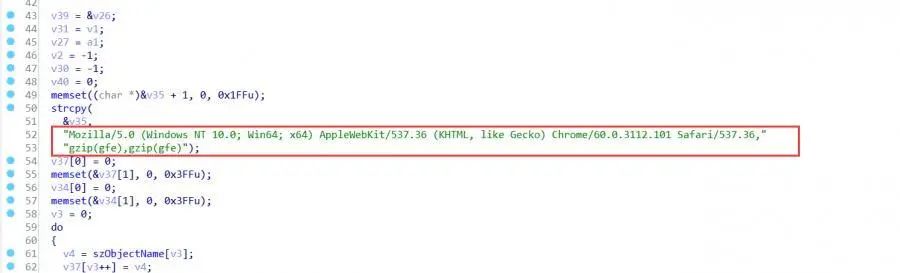 42
43 v39 = &v26;
44 v31 = v1;
45 v27 = a1;
46 v2 = -1;
47 v30 = -1;
48 v40 = 0;
49 memset((char *)&v35 + 1, 0, 0x1FFu);
50 strcpy(
51 &v35,
52 "Mozilla/5.0 (Windows NT 10.0; Win64; x64) AppleWebKit/537.36 (KHTML, like Gecko) Chrome/60.0.3112.101 Safari/537.36,"
53 "gzip(gfe),gzip(gfe)");
54 v37[0] = 0;
55 memset(&v37[1], 0, 0x3FFu);
56 v34[0] = 0;
57 memset(&v34[1], 0, 0x3FFu);
58 v3 = 0;
59 do
60 {
61 v4 = szObjectName[v3];
62 v37[v3++] = v4;